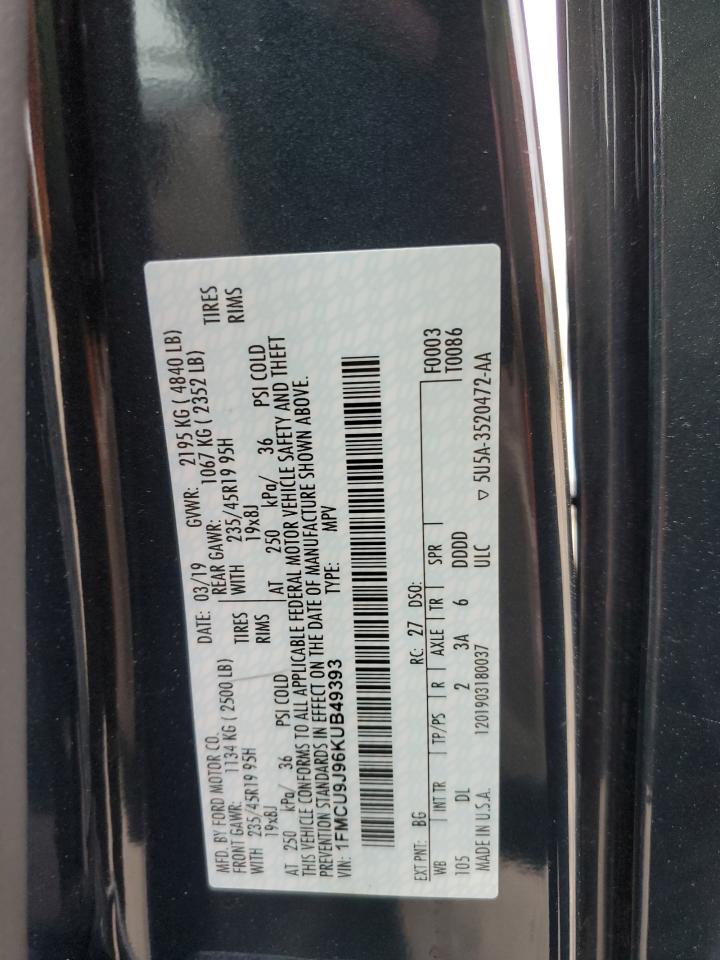 MFD. BY FORD MOTOR CO.
DATE: 03/19 GVWR: 2195 KG ( 4840 LB)
FRONT GAWR: 1134 KG ( 2500 LB) REAR GAWR: 1067 KG ( 2352 LB)
WITH 235/45R19 95H TIRES WITH 235/45R19 95H TIRES
19x8J RIMS 19x8J RIMS
AT 250 kPa/ 36 PSI COLD AT 250 kPa/ 36 PSI COLD
THIS VEHICLE CONFORMS TO ALL APPLICABLE FEDERAL MOTOR VEHICLE SAFETY AND THEFT
PREVENTION STANDARDS IN EFFECT ON THE DATE OF MANUFACTURE SHOWN ABOVE.
VIN: 1FMCU9J96KUB49393 TYPE: MPV
EXT PNT: BG RC: 27 DSO: F0003
WB INT TR TP/PS R AXLE TR SPR T0086
105 DL 2 3A 6 DDDD
MADE IN U.S.A. 1201903180037 ULC ▽ 5U5A-3520472-AA